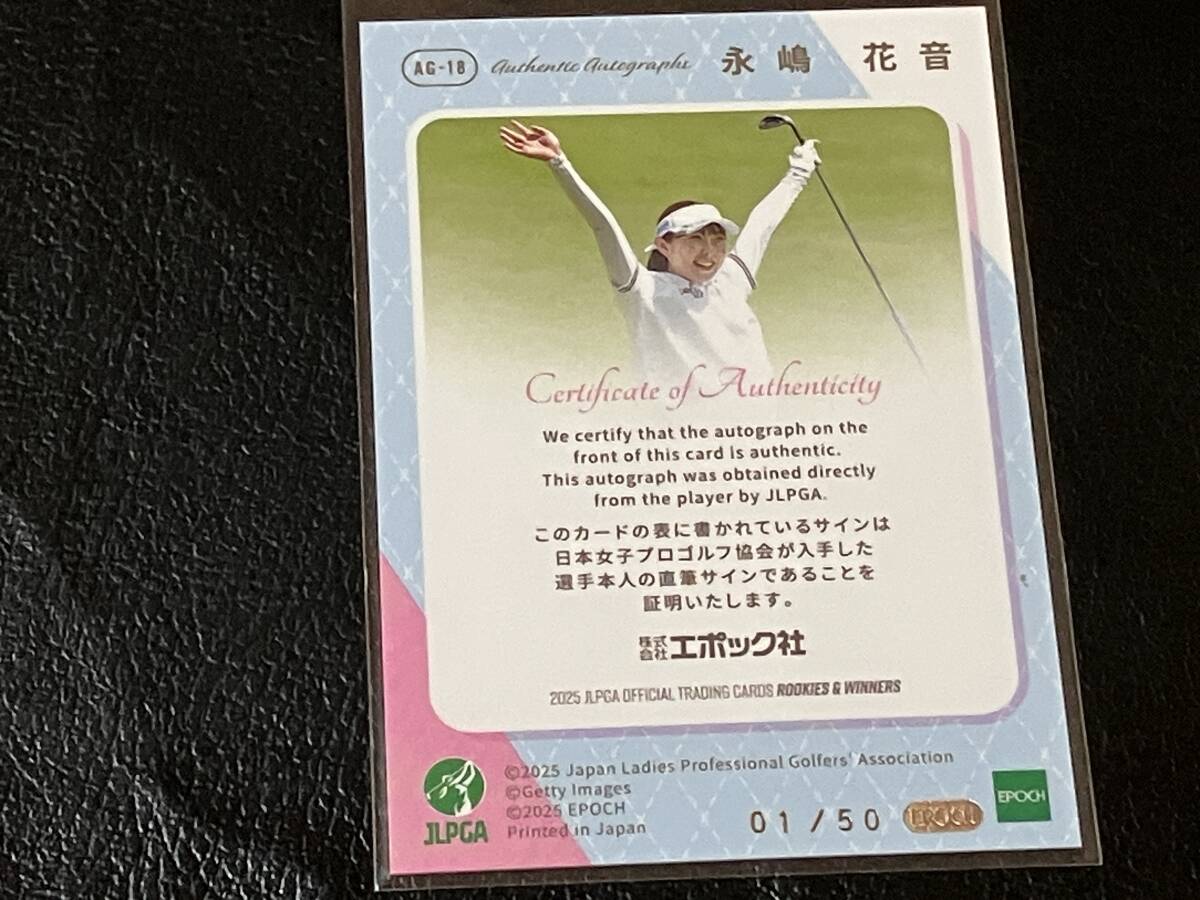 AG-18 Authentic Autographs 永嶋 花音
Certificate of Authenticity
We certify that the autograph on the
front of this card is authentic.
This autograph was obtained directly
from the player by JLPGA.
このカードの表に書かれているサインは
日本女子プロゴルフ協会が入手した
選手本人の直筆サインであることを
証明いたします。
株式会社エポック社
2025 JLPGA OFFICIAL TRADING CARDS ROOKIES & WINNERS
©2025 Japan Ladies Professional Golfers' Association
©Getty Images
©2025 EPOCH
Printed in Japan
JLPGA
01/50
EPOCH
EPOCH